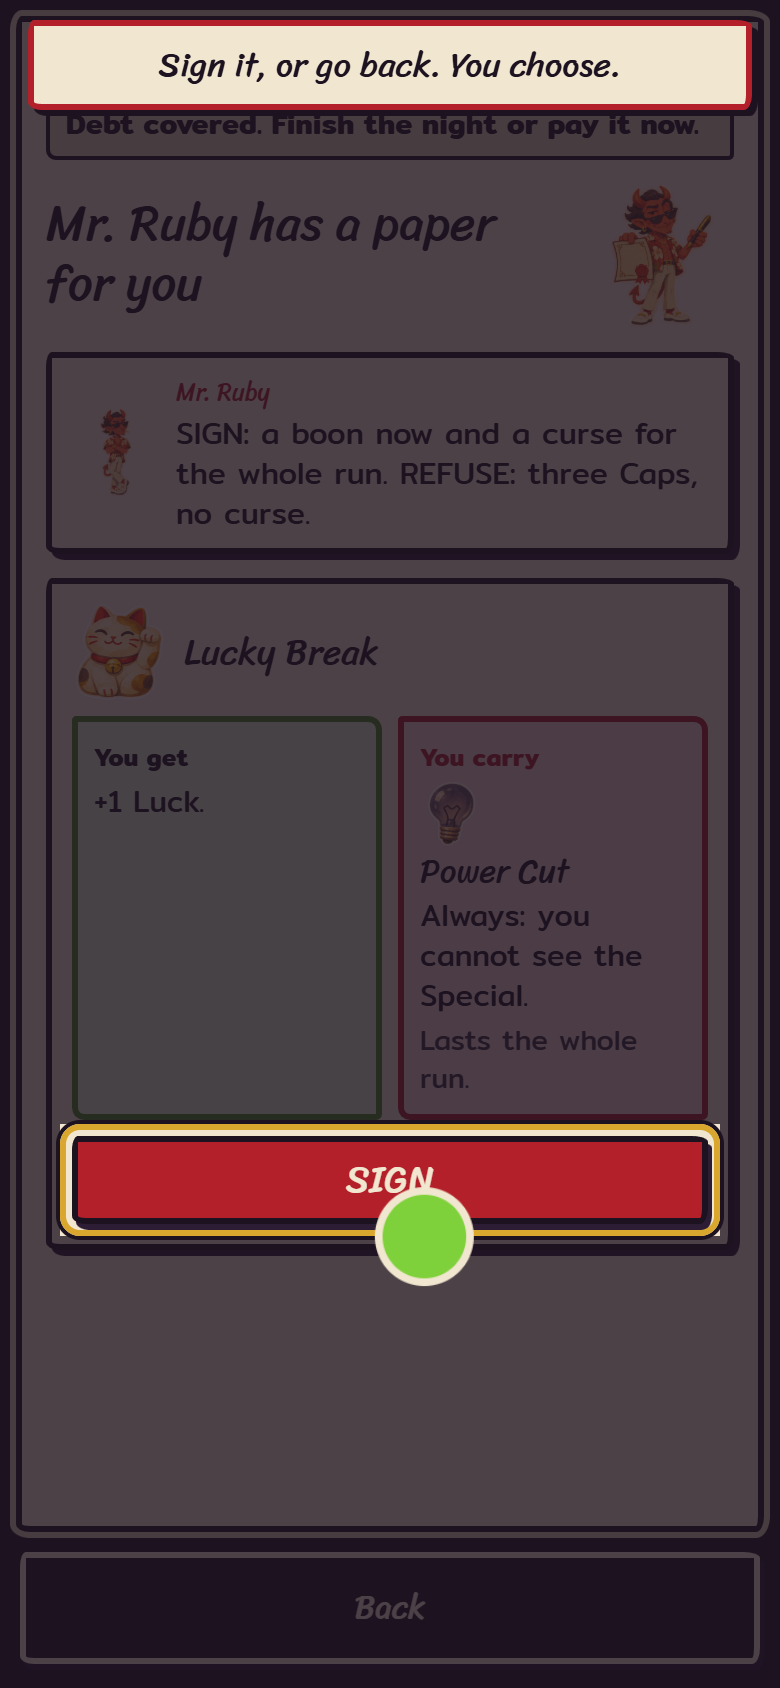 Sign it, or go back. You choose.
Debt covered. Finish the night or pay it now.
Mr. Ruby has a paper
for you
Mr. Ruby
SIGN: a boon now and a curse for
the whole run. REFUSE: three Caps,
no curse.
Lucky Break
You get
+1 Luck.
You carry
Power Cut
Always: you
cannot see the
Special.
Lasts the whole
run.
SIGN
Back